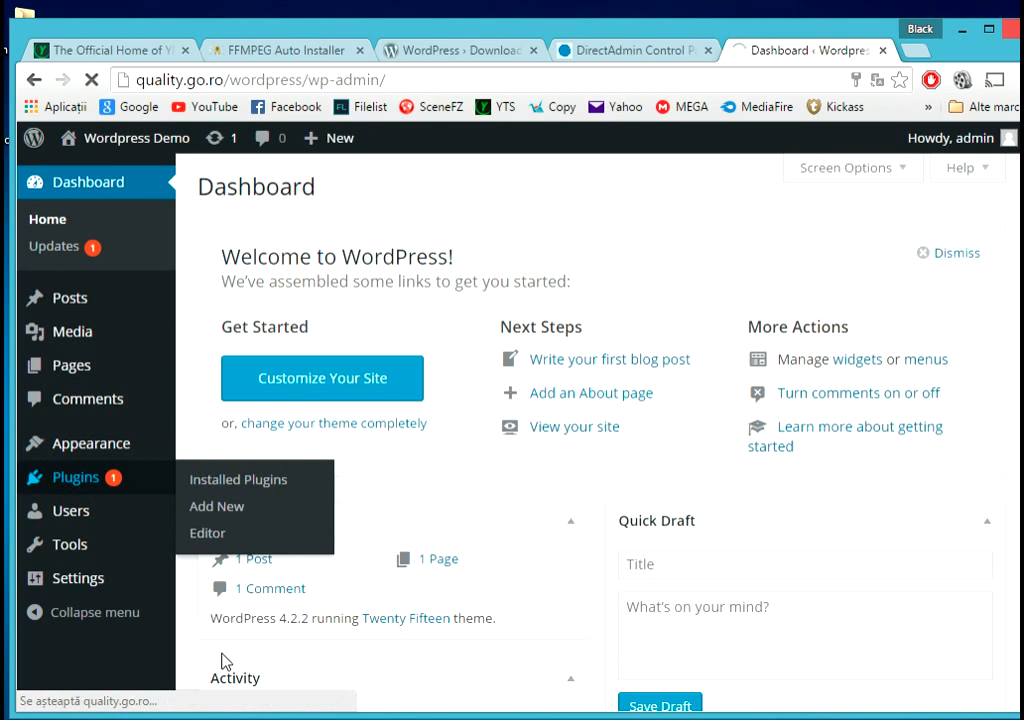 Black
The Official Home of Y
FFMPEG Auto Installer
WordPress › Download
DirectAdmin Control P
Dashboard ‹ Wordpres
quality.go.ro/wordpress/wp-admin/
Aplicații
Google
YouTube
Facebook
FL Filelist
SceneFZ
YTS
Copy
Yahoo
MEGA
MediaFire
Kickass
»
Alte marc
Wordpress Demo
1
0
New
Howdy, admin
Dashboard
Home
Updates 1
Posts
Media
Pages
Comments
Appearance
Plugins 1
Users
Tools
Settings
Collapse menu
Installed Plugins
Add New
Editor
Screen Options
Help
Dashboard
Welcome to WordPress!
Dismiss
We've assembled some links to get you started:
Get Started
Customize Your Site
or, change your theme completely
Next Steps
Write your first blog post
Add an About page
View your site
More Actions
Manage widgets or menus
Turn comments on or off
Learn more about getting
started
1 Post
1 Page
1 Comment
WordPress 4.2.2 running Twenty Fifteen theme.
Activity
Quick Draft
Title
What's on your mind?
Save Draft
Se așteaptă quality.go.ro...